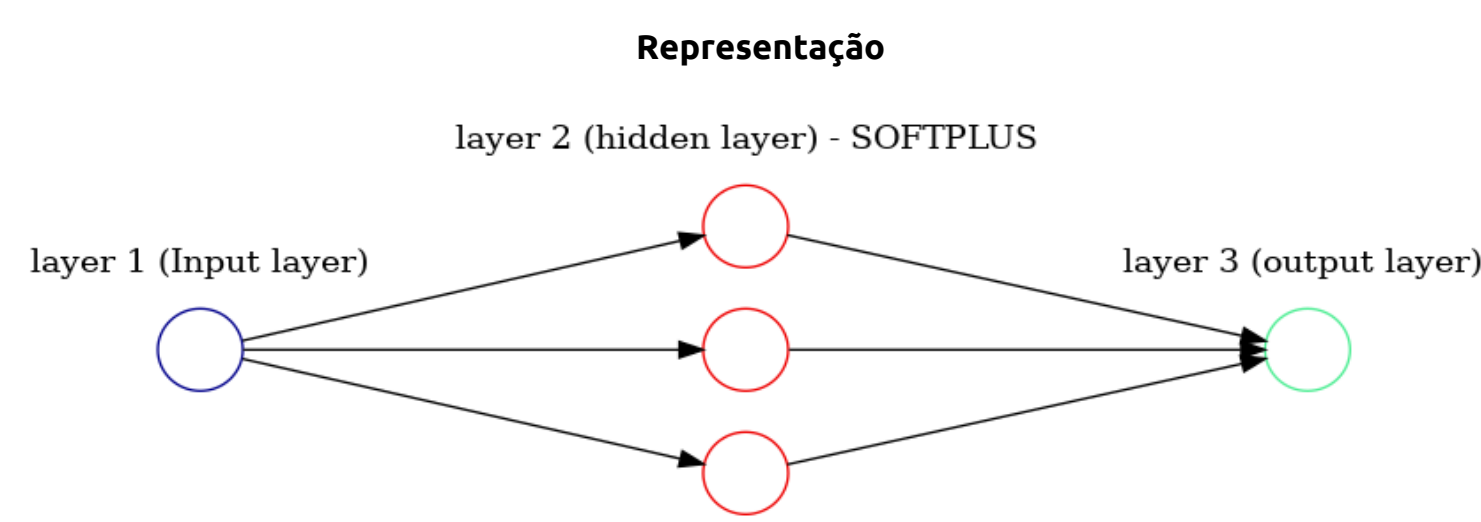 Representação
layer 2 (hidden layer) - SOFTPLUS
layer 1 (Input layer)
layer 3 (output layer)